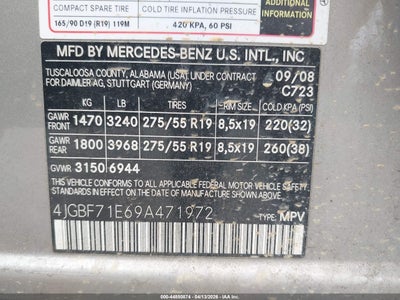 COMPACT SPARE TIRE
COLD TIRE INFLATION PRESSURE
ADDITIONAL
INFORMATION
165/90 D19 (R19) 119M
420 KPA, 60 PSI
MFD BY MERCEDES-BENZ U.S. INTL., INC
TUSCALOOSA COUNTY, ALABAMA (USA), UNDER CONTRACT
FOR DAIMLER AG, STUTTGART (GERMANY)
09/08
C723
KG LB TIRES RIM SIZE COLD KPA (PSI)
GAWR
FRONT 1470 3240 275/55 R19 8,5x19 220(32)
GAWR
REAR 1800 3968 275/55 R19 8,5x19 260(38)
GVWR 3150 6944
THIS VEHICLE CONFORMS TO ALL APPLICABLE
U.S. FEDERAL MOTOR VEHICLE SAFETY
STANDARDS IN EFFECT ON THE DATE OF
MANUFACTURE SHOWN ABOVE.
4JGBF71E69A471972
TYPE: MPV
000-44850874 | 04/13/2026 | IAAI.COM